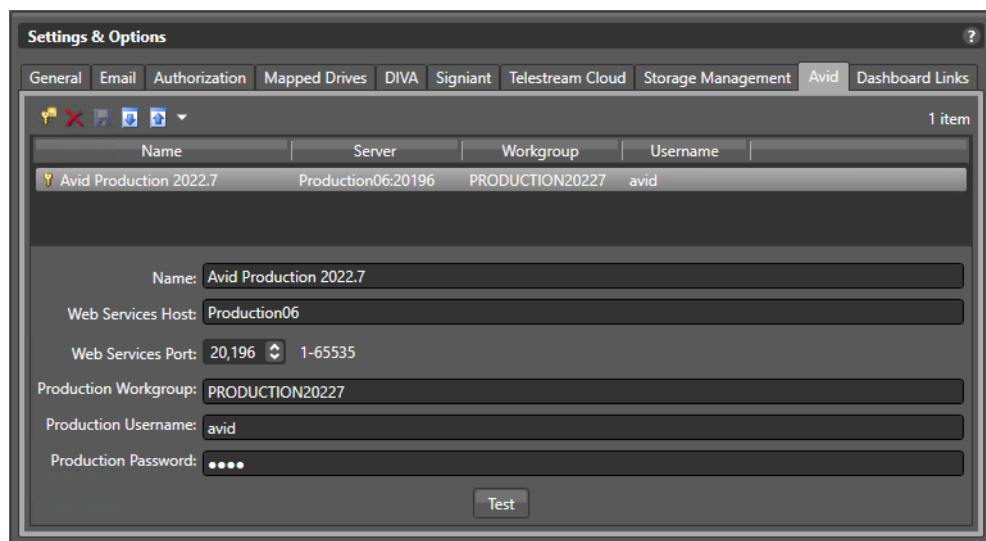 Settings & Options ?
General Email Authorization Mapped Drives DIVA Signiant Telestream Cloud Storage Management Avid Dashboard Links
1 item
Name Server Workgroup Username
Avid Production 2022.7 Production06:20196 PRODUCTION20227 avid
Name: Avid Production 2022.7
Web Services Host: Production06
Web Services Port: 20,196 1-65535
Production Workgroup: PRODUCTION20227
Production Username: avid
Production Password: ●●●●
Test